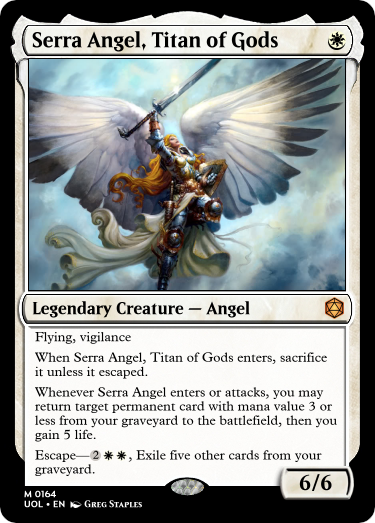 Serra Angel, Titan of Gods
Legendary Creature — Angel
Flying, vigilance
When Serra Angel, Titan of Gods enters, sacrifice
it unless it escaped.
Whenever Serra Angel enters or attacks, you may
return target permanent card with mana value 3 or
less from your graveyard to the battlefield, then you
gain 5 life.
Escape—2, Exile five other cards from your
graveyard.
6/6
M 0164
UOL • EN Greg Staples